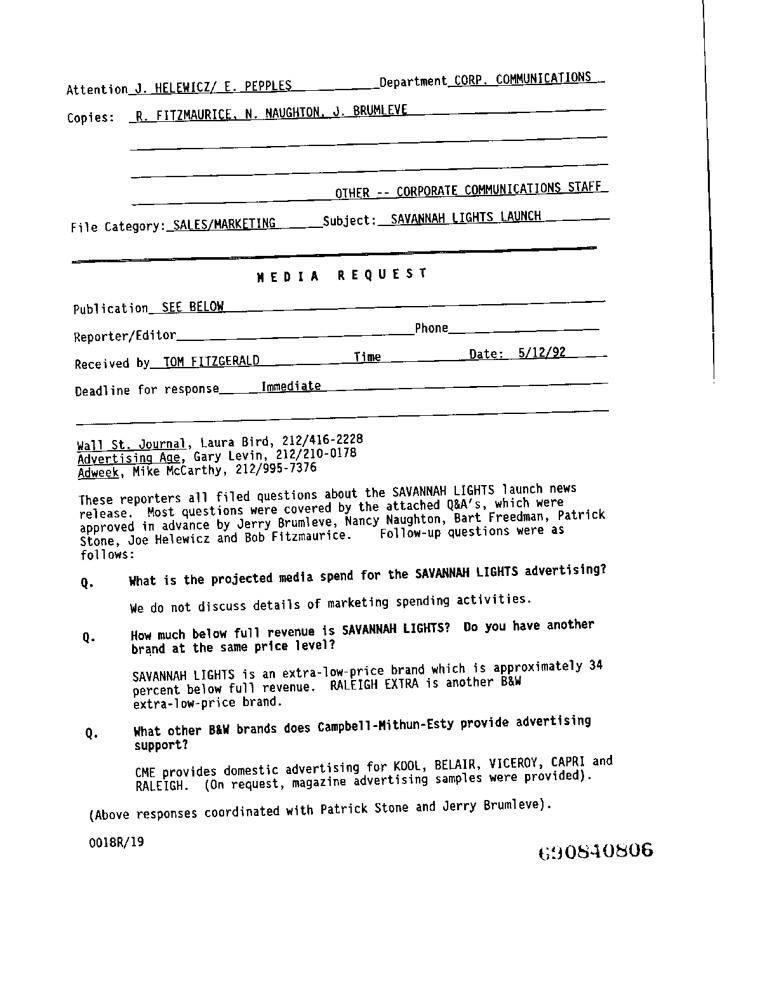 Attention J. HELEWICZ/ E. PEPPLES Department CORP. COMMUNICATIONS
Copies: R. FITZMAURICE, N. NAUGHTON, J. BRUMLEVE
OTHER -- CORPORATE COMMUNICATIONS STAFF
File Category: SALES/MARKETING Subject: SAVANNAH LIGHTS LAUNCH
MEDIA REQUEST
Publication SEE BELOW
Reporter/Editor Phone
Received by TOM FITZGERALD Time Date: 5/12/92
Deadline for response Immediate
Wall St. Journal, Laura Bird, 212/416-2228
Advertising Age, Gary Levin, 212/210-0178
Adweek, Mike McCarthy, 212/995-7376
These reporters all filed questions about the SAVANNAH LIGHTS launch news
release. Most questions were covered by the attached Q&A's, which were
approved in advance by Jerry Brumleve, Nancy Naughton, Bart Freedman, Patrick
Stone, Joe Helewicz and Bob Fitzmaurice. Follow-up questions were as
follows:
Q. What is the projected media spend for the SAVANNAH LIGHTS advertising?
We do not discuss details of marketing spending activities.
Q. How much below full revenue is SAVANNAH LIGHTS? Do you have another
brand at the same price level?
SAVANNAH LIGHTS is an extra-low-price brand which is approximately 34
percent below full revenue. RALEIGH EXTRA is another B&W
extra-low-price brand.
Q. What other B&W brands does Campbell-Mithun-Esty provide advertising
support?
CME provides domestic advertising for KOOL, BELAIR, VICEROY, CAPRI and
RALEIGH. (On request, magazine advertising samples were provided).
(Above responses coordinated with Patrick Stone and Jerry Brumleve).
0018R/19
690840806